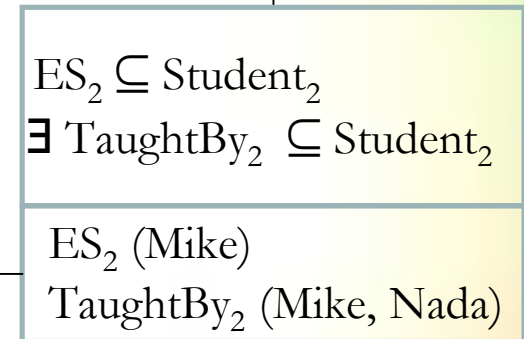 ES₂ ⊆ Student₂
∃ TaughtBy₂ ⊆ Student₂
ES₂ (Mike)
TaughtBy₂ (Mike, Nada)